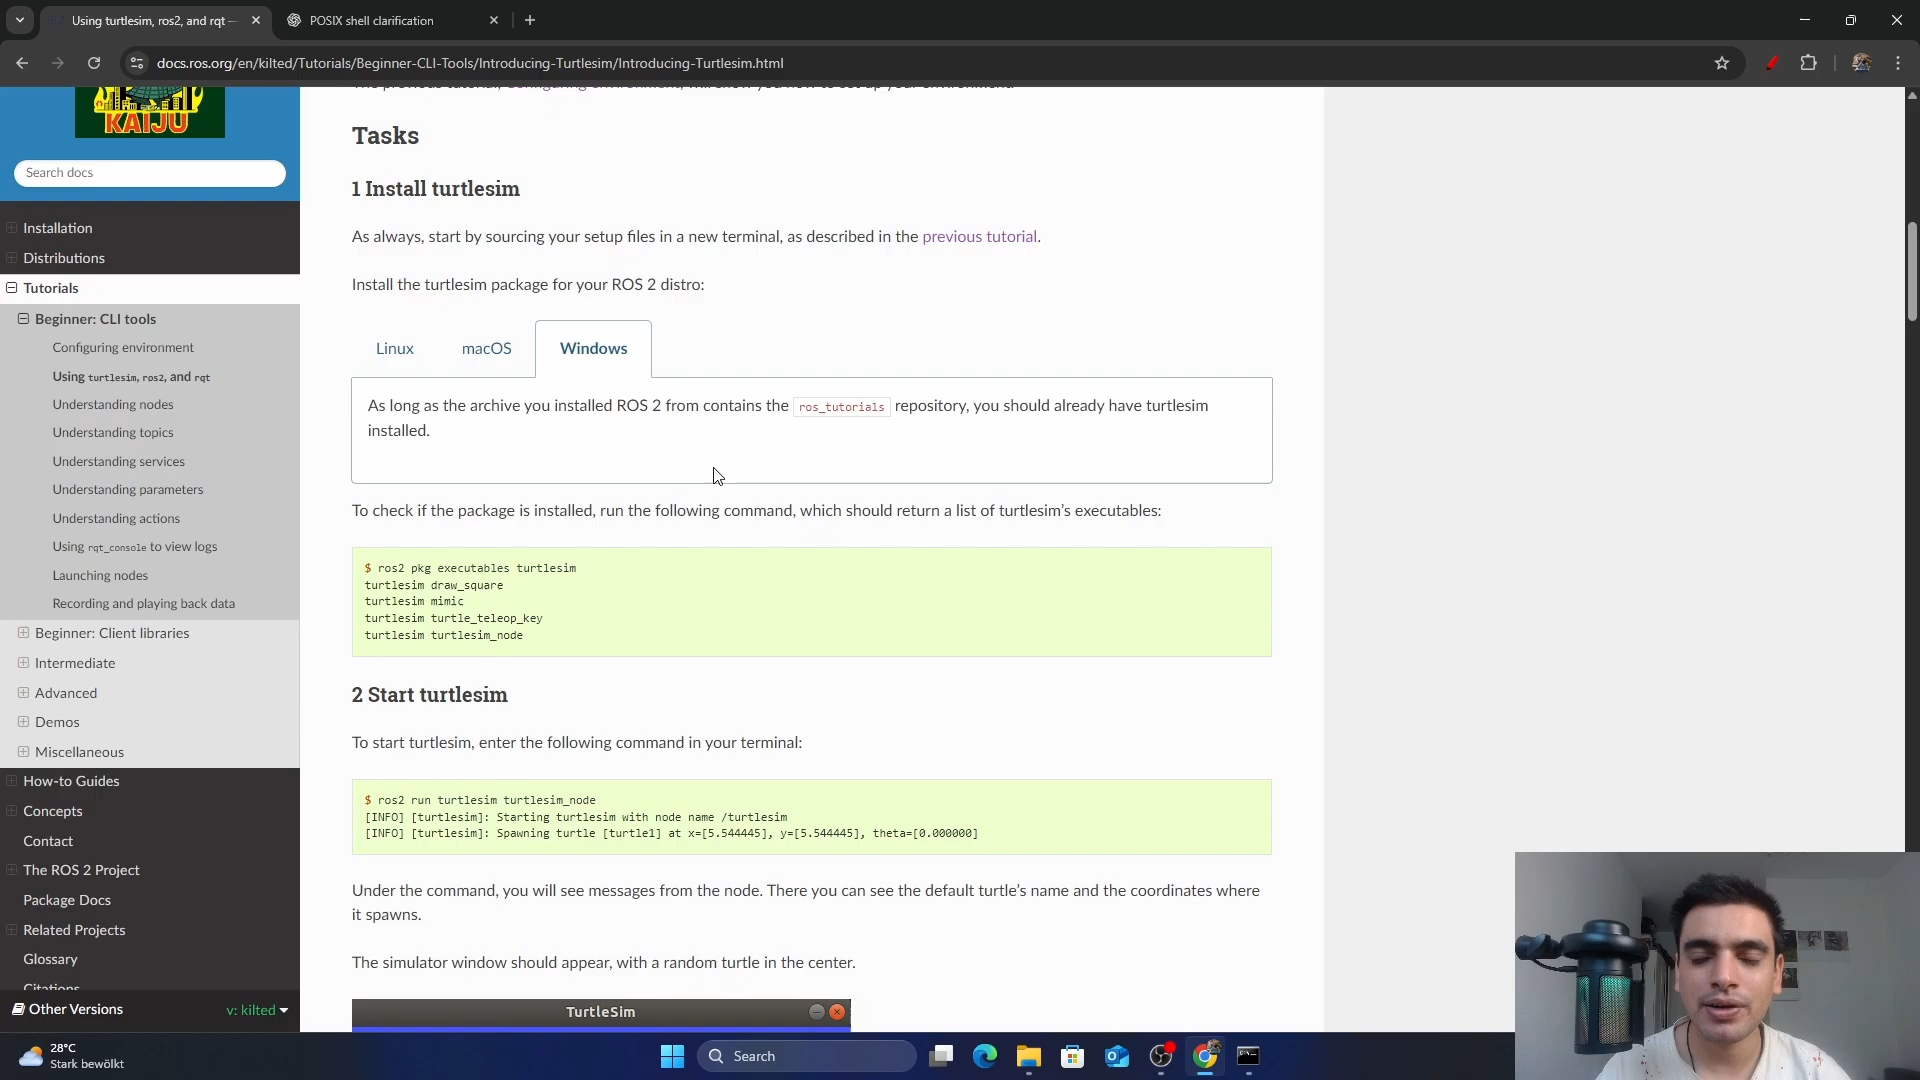 Using turtlesim, ros2, and rqt —
POSIX shell clarification
docs.ros.org/en/kilted/Tutorials/Beginner-CLI-Tools/Introducing-Turtlesim/Introducing-Turtlesim.html
KAIJU
Search docs
Installation
Distributions
Tutorials
Beginner: CLI tools
Configuring environment
Using turtlesim, ros2, and rqt
Understanding nodes
Understanding topics
Understanding services
Understanding parameters
Understanding actions
Using rqt_console to view logs
Launching nodes
Recording and playing back data
Beginner: Client libraries
Intermediate
Advanced
Demos
Miscellaneous
How-to Guides
Concepts
Contact
The ROS 2 Project
Package Docs
Related Projects
Glossary
Citations
Other Versions
v: kilted
Tasks
1 Install turtlesim
As always, start by sourcing your setup files in a new terminal, as described in the previous tutorial.
Install the turtlesim package for your ROS 2 distro:
Linux
macOS
Windows
As long as the archive you installed ROS 2 from contains the ros_tutorials repository, you should already have turtlesim
installed.
To check if the package is installed, run the following command, which should return a list of turtlesim's executables:
$ ros2 pkg executables turtlesim
turtlesim draw_square
turtlesim mimic
turtlesim turtle_teleop_key
turtlesim turtlesim_node
2 Start turtlesim
To start turtlesim, enter the following command in your terminal:
$ ros2 run turtlesim turtlesim_node
[INFO] [turtlesim]: Starting turtlesim with node name /turtlesim
[INFO] [turtlesim]: Spawning turtle [turtle1] at x=[5.544445], y=[5.544445], theta=[0.000000]
Under the command, you will see messages from the node. There you can see the default turtle's name and the coordinates where
it spawns.
The simulator window should appear, with a random turtle in the center.
TurtleSim
28°C
Stark bewölkt
Search